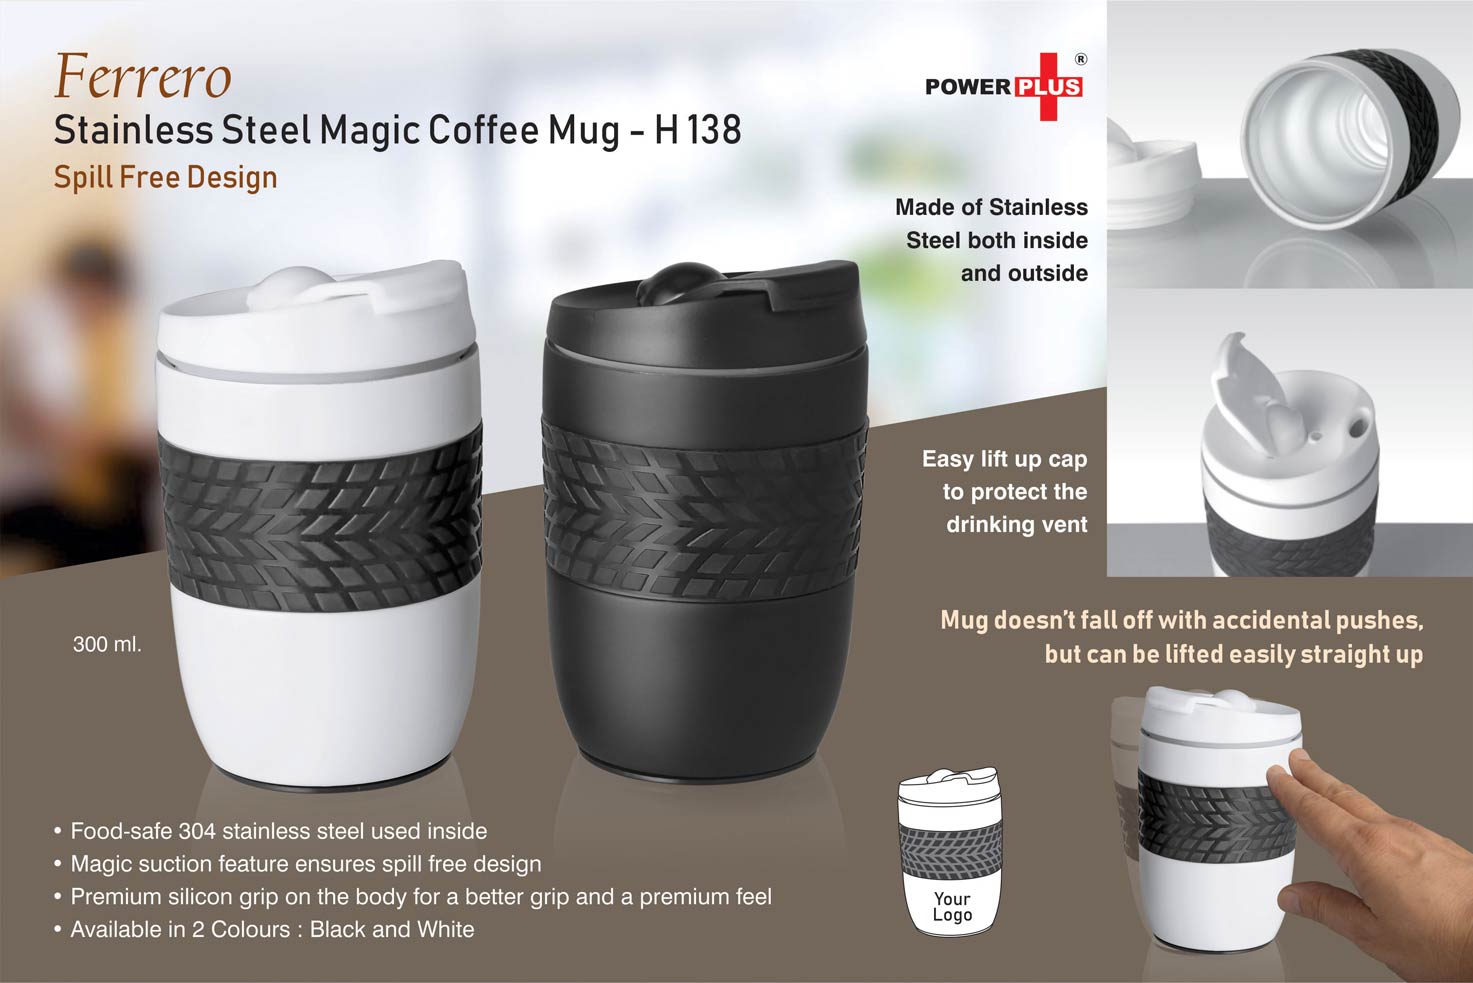 Ferrero
Stainless Steel Magic Coffee Mug - H 138
Spill Free Design
POWER PLUS ®
Made of Stainless
Steel both inside
and outside
Easy lift up cap
to protect the
drinking vent
Mug doesn't fall off with accidental pushes,
but can be lifted easily straight up
300 ml.
• Food-safe 304 stainless steel used inside
• Magic suction feature ensures spill free design
• Premium silicon grip on the body for a better grip and a premium feel
• Available in 2 Colours : Black and White
Your
Logo